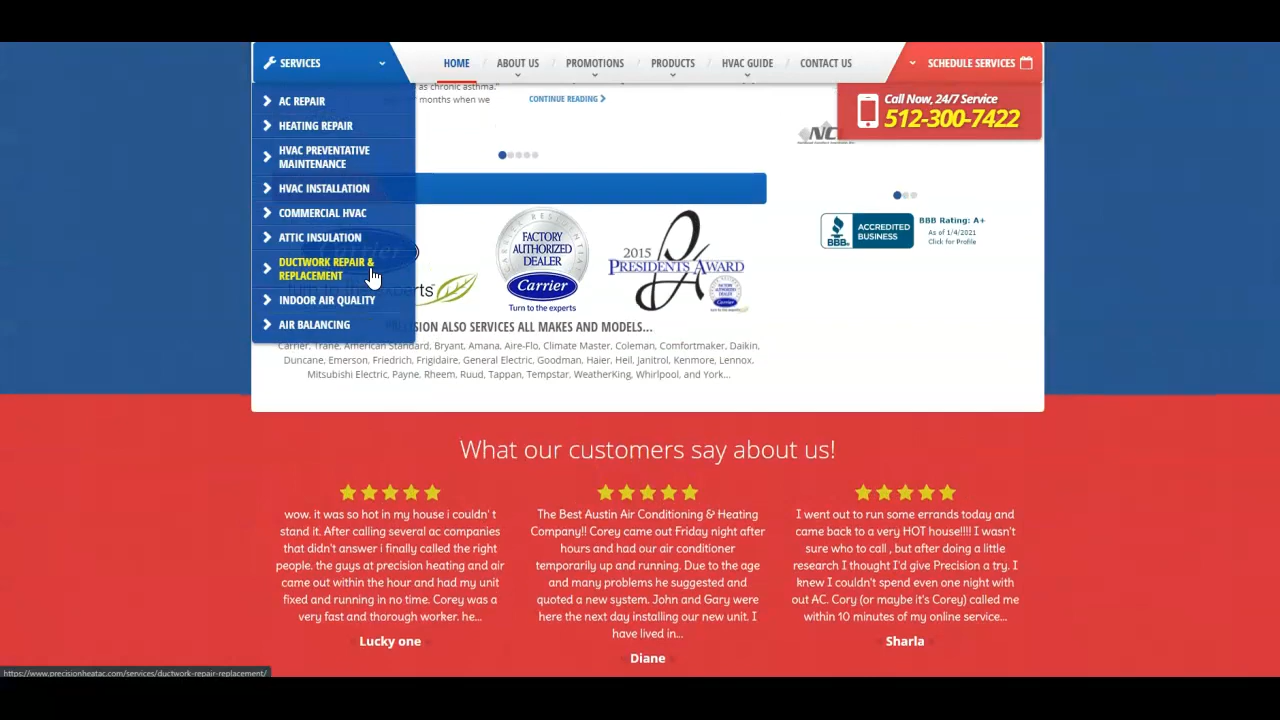 SERVICES
HOME / ABOUT US / PROMOTIONS / PRODUCTS / HVAC GUIDE / CONTACT US
SCHEDULE SERVICES
AC REPAIR
HEATING REPAIR
HVAC PREVENTATIVE
MAINTENANCE
HVAC INSTALLATION
COMMERCIAL HVAC
ATTIC INSULATION
DUCTWORK REPAIR &
REPLACEMENT
INDOOR AIR QUALITY
AIR BALANCING
as chronic asthma."
months when we
CONTINUE READING
Call Now, 24/7 Service
512-300-7422
NC
turn to the experts
RESIDENTIAL
FACTORY
AUTHORIZED
DEALER
Carrier
Turn to the experts
2015
PRESIDENTS AWARD
FACTORY
AUTHORIZED
DEALER
Carrier
BBB
ACCREDITED
BUSINESS
BBB Rating: A+
As of 1/4/2021
Click for Profile
PRECISION ALSO SERVICES ALL MAKES AND MODELS...
Carrier, Trane, American Standard, Bryant, Amana, Aire-Flo, Climate Master, Coleman, Comfortmaker, Daikin,
Duncane, Emerson, Friedrich, Frigidaire, General Electric, Goodman, Haier, Heil, Janitrol, Kenmore, Lennox,
Mitsubishi Electric, Payne, Rheem, Ruud, Tappan, Tempstar, WeatherKing, Whirlpool, and York...
What our customers say about us!
wow. it was so hot in my house i couldn' t
stand it. After calling several ac companies
that didn't answer i finally called the right
people. the guys at precision heating and air
came out within the hour and had my unit
fixed and running in no time. Corey was a
very fast and thorough worker. he...
Lucky one
The Best Austin Air Conditioning & Heating
Company!! Corey came out Friday night after
hours and had our air conditioner
temporarily up and running. Due to the age
and many problems he suggested and
quoted a new system. John and Gary were
here the next day installing our new unit. I
have lived in...
Diane
I went out to run some errands today and
came back to a very HOT house!!!! I wasn't
sure who to call , but after doing a little
research I thought I'd give Precision a try. I
knew I couldn't spend even one night with
out AC. Cory (or maybe it's Corey) called me
within 10 minutes of my online service...
Sharla
https://www.precisionheatac.com/services/ductwork-repair-replacement/